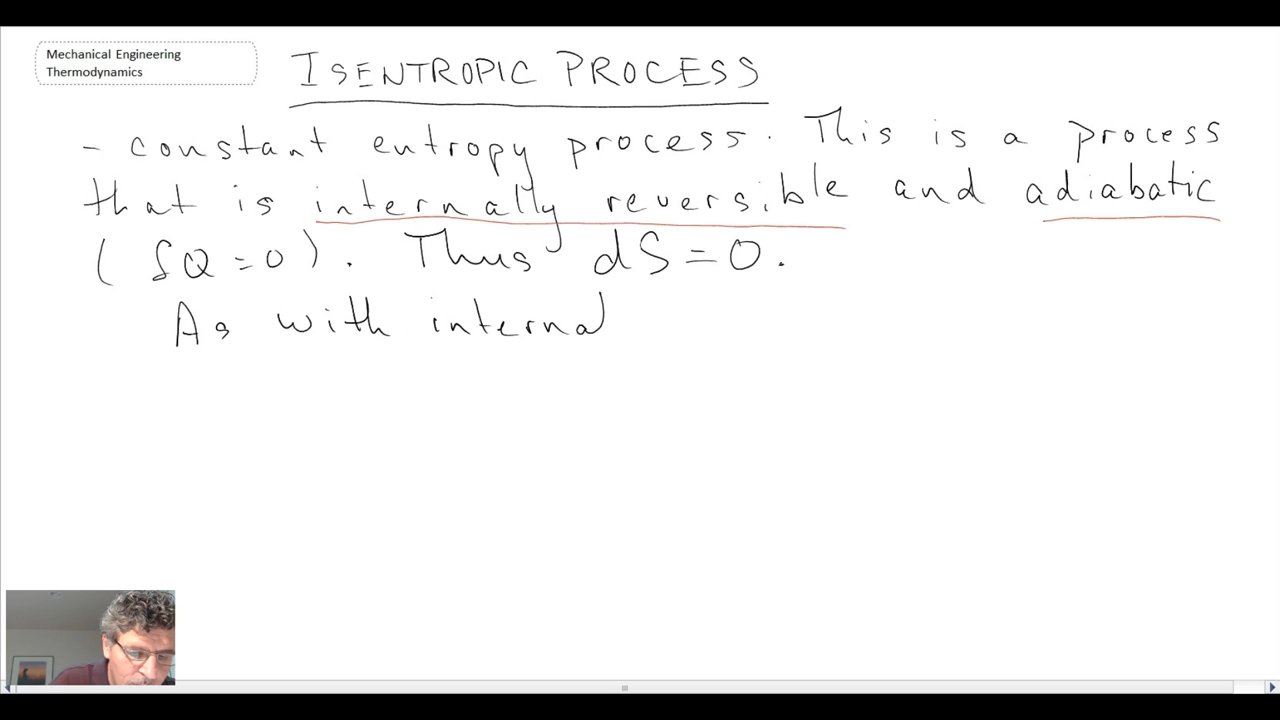 Mechanical Engineering
Thermodynamics
ISENTROPIC PROCESS
- constant entropy process. This is a process
that is internally reversible and adiabatic
(δQ=0). Thus dS=0.
As with internal